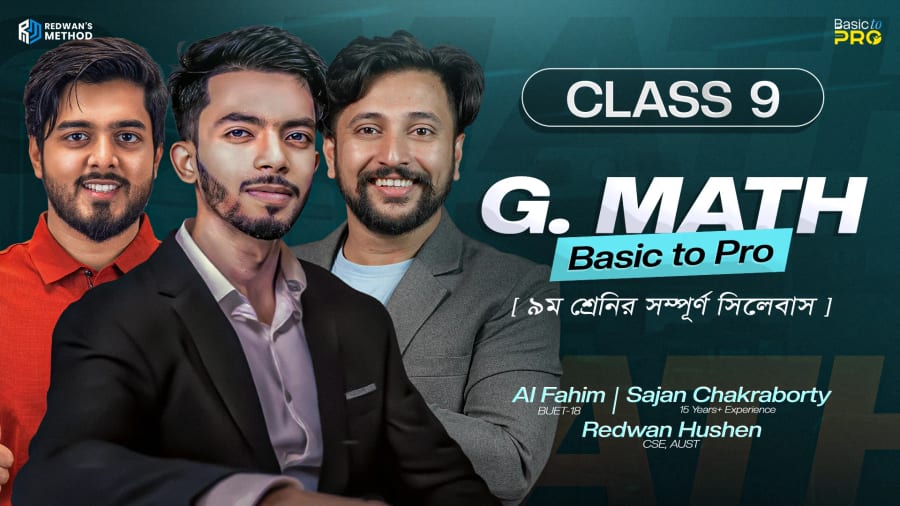 REDWAN'S
METHOD
Basic to
PRO
CLASS 9
G. MATH
Basic to Pro
[ ৯ম শ্রেনির সম্পূর্ণ সিলেবাস ]
Al Fahim | Sajan Chakraborty
BUET-18 15 Years+ Experience
Redwan Hushen
CSE, AUST